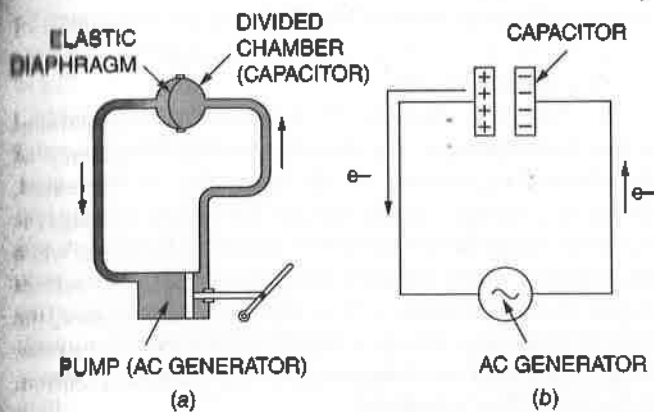 ELASTIC
DIAPHRAGM
DIVIDED
CHAMBER
(CAPACITOR)
CAPACITOR
+ −
+ −
+ −
+ −
e–
e–
PUMP (AC GENERATOR)
AC GENERATOR
(a)
(b)